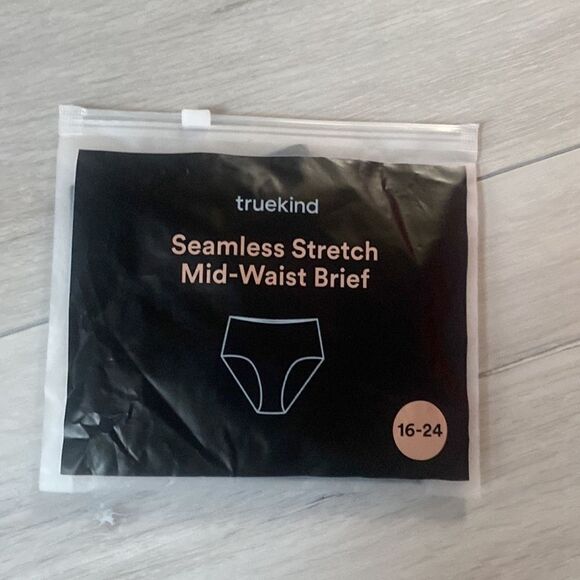 truekind
Seamless Stretch
Mid-Waist Brief
16-24